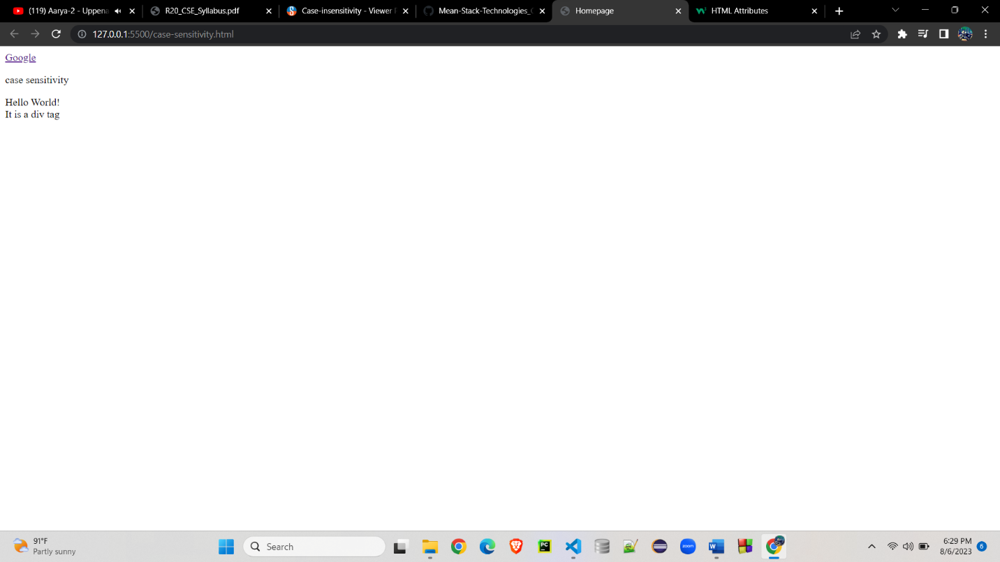 (119) Aarya-2 - Uppena
R20_CSE_Syllabus.pdf
Case-insensitivity - Viewer
Mean-Stack-Technologies_
Homepage
HTML Attributes
127.0.0.1:5500/case-sensitivity.html
Google
case sensitivity
Hello World!
It is a div tag
91°F
Partly sunny
Search
PC
zoom
W
6:29 PM
8/6/2023
6